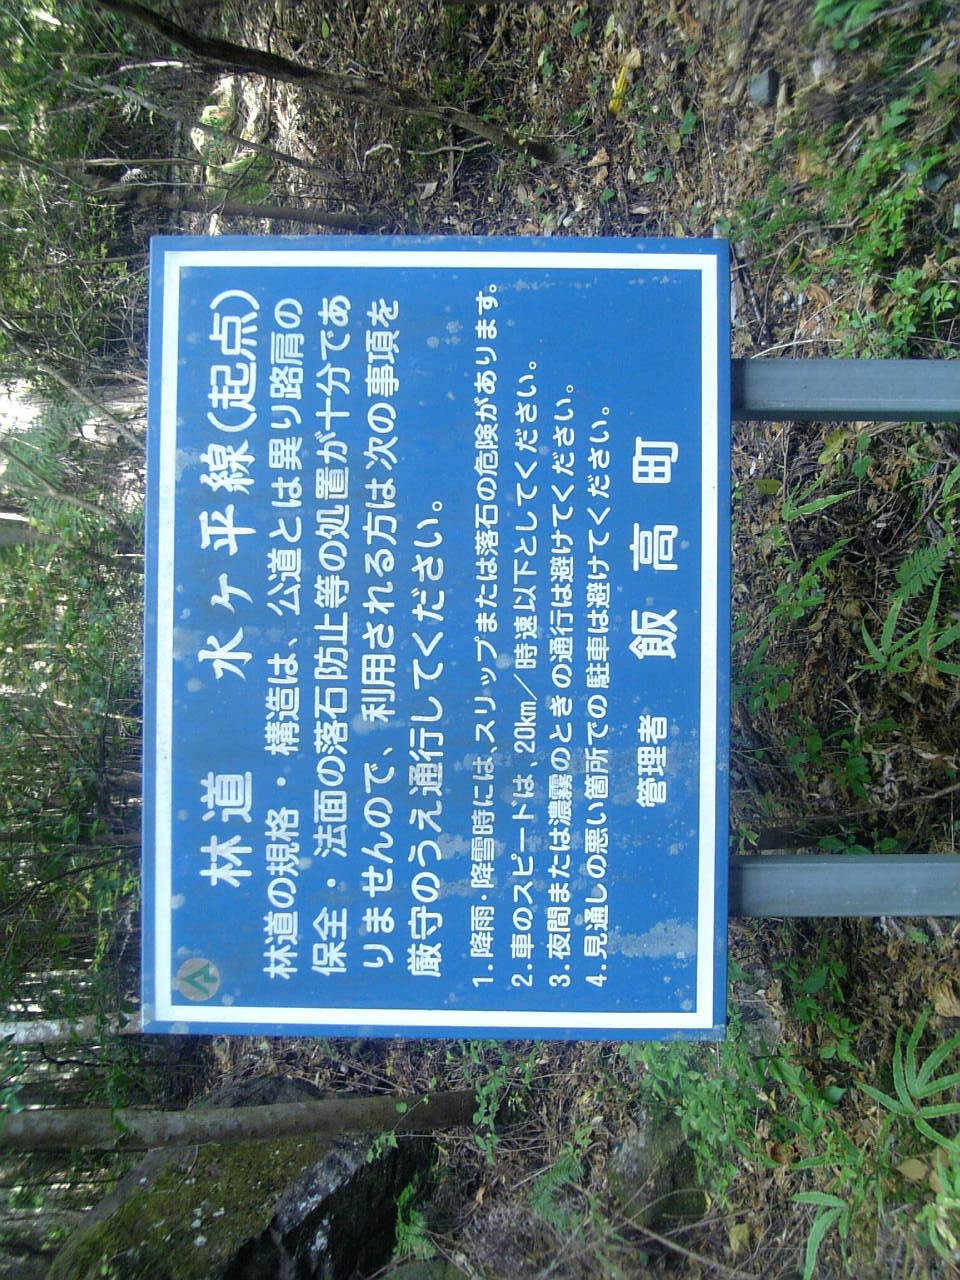 林道 水ヶ平線(起点)
林道の規格・構造は、公道とは異り路肩の
保全・法面の落石防止等の処置が十分であ
りませんので、利用される方は次の事項を
厳守のうえ通行してください。
1.降雨・降雪時には、スリップまたは落石の危険があります。
2.車のスピードは、20km/時速以下としてください。
3.夜間または濃霧のときの通行は避けてください。
4.見通しの悪い箇所での駐車は避けてください。
管理者 飯高町